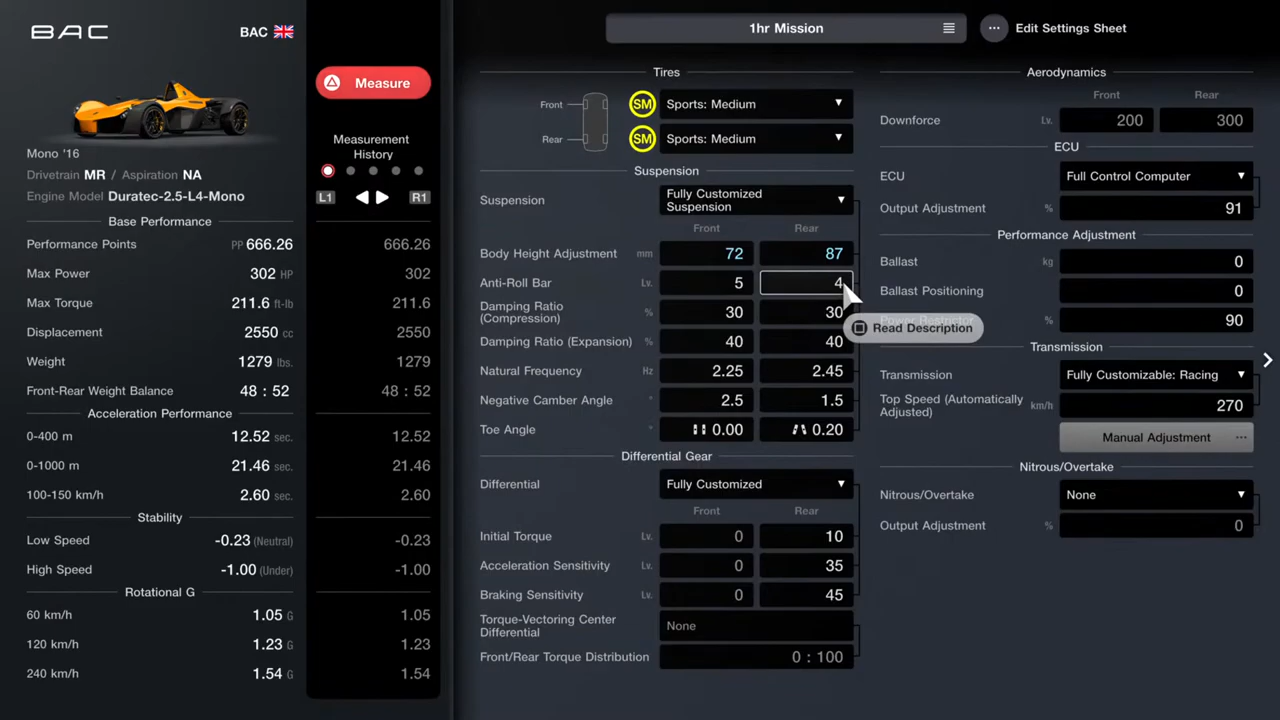 BAC
BAC
Mono '16
Drivetrain MR / Aspiration NA
Engine Model Duratec-2.5-L4-Mono
Base Performance
Performance Points PP 666.26
Max Power 302 HP
Max Torque 211.6 ft-lb
Displacement 2550 cc
Weight 1279 lbs.
Front-Rear Weight Balance 48 : 52
Acceleration Performance
0-400 m 12.52 sec.
0-1000 m 21.46 sec.
100-150 km/h 2.60 sec.
Stability
Low Speed -0.23 (Neutral)
High Speed -1.00 (Under)
Rotational G
60 km/h 1.05 G
120 km/h 1.23 G
240 km/h 1.54 G
Measure
Measurement
History
L1 R1
666.26
302
211.6
2550
1279
48 : 52
12.52
21.46
2.60
-0.23
-1.00
1.05
1.23
1.54
1hr Mission
Edit Settings Sheet
Tires
Front SM Sports: Medium
Rear SM Sports: Medium
Suspension
Suspension Fully Customized
Suspension
Front Rear
Body Height Adjustment mm 72 87
Anti-Roll Bar Lv. 5 4
Damping Ratio
(Compression) % 30 30
Damping Ratio (Expansion) % 40 40
Natural Frequency Hz 2.25 2.45
Negative Camber Angle ° 2.5 1.5
Toe Angle ° 0.00 0.20
Read Description
Differential Gear
Differential Fully Customized
Front Rear
Initial Torque Lv. 0 10
Acceleration Sensitivity Lv. 0 35
Braking Sensitivity Lv. 0 45
Torque-Vectoring Center
Differential None
Front/Rear Torque Distribution 0 : 100
Aerodynamics
Front Rear
Downforce Lv. 200 300
ECU
ECU Full Control Computer
Output Adjustment % 91
Performance Adjustment
Ballast kg 0
Ballast Positioning 0
Power Restrictor % 90
Transmission
Transmission Fully Customizable: Racing
Top Speed (Automatically
Adjusted) km/h 270
Manual Adjustment
Nitrous/Overtake
Nitrous/Overtake None
Output Adjustment % 0